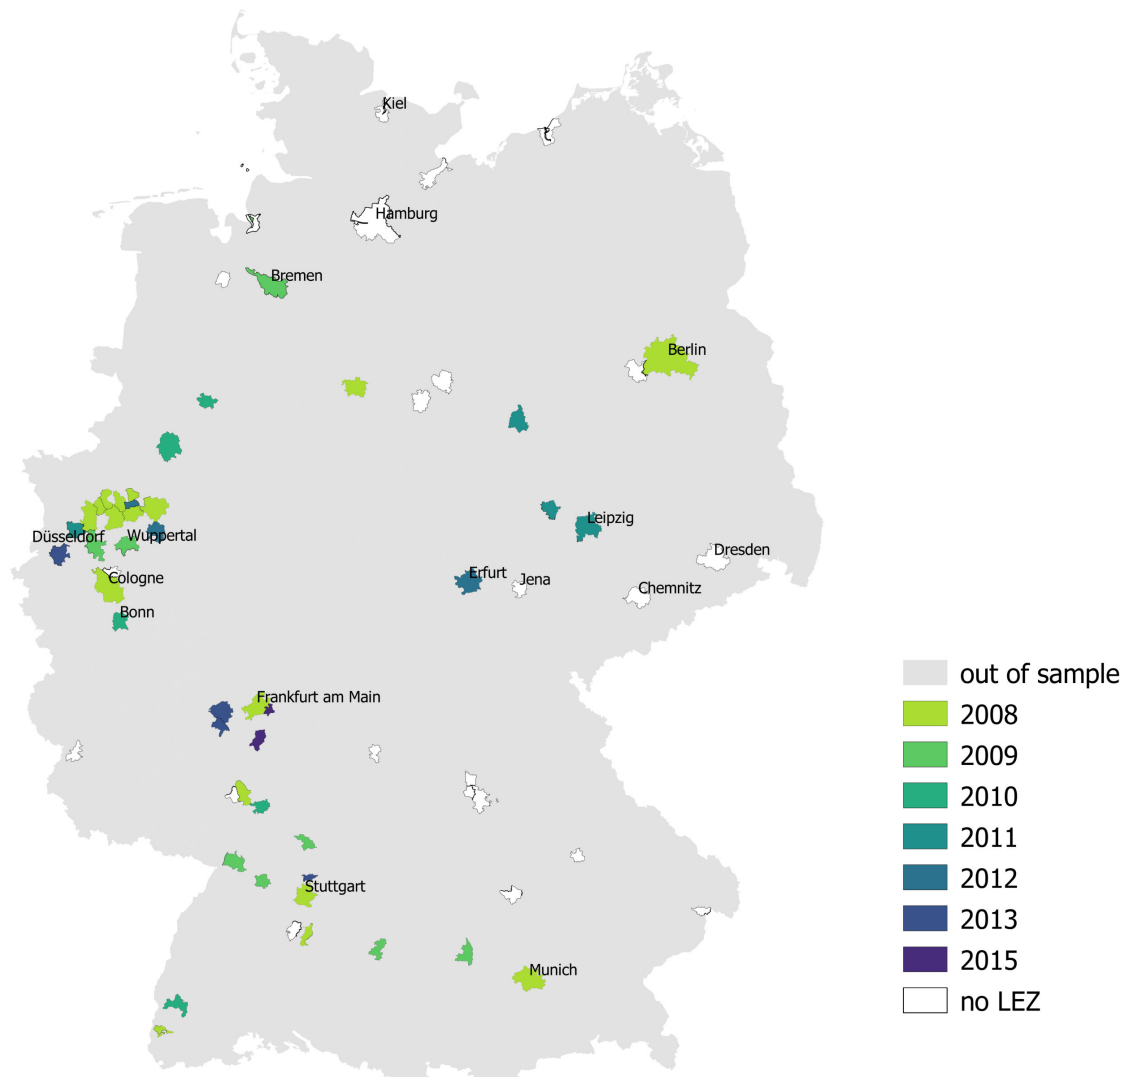 Kiel
Hamburg
Bremen
Berlin
Leipzig
Düsseldorf
Wuppertal
Dresden
Cologne
Erfurt
Jena
Chemnitz
Bonn
Frankfurt am Main
Stuttgart
Munich
out of sample
2008
2009
2010
2011
2012
2013
2015
no LEZ